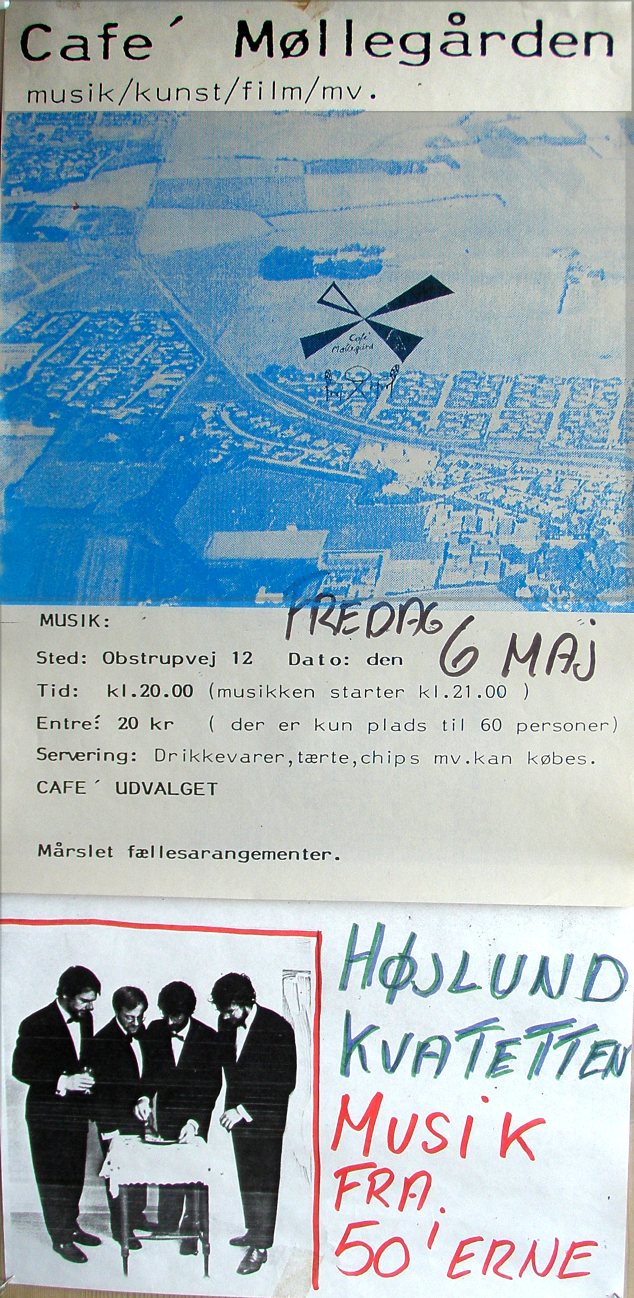 Cafe´ Møllegården
musik/kunst/film/mv.
Café
Møllegård
MUSIK:
FREDAG
6 MAJ
Sted: Obstrupvej 12 Dato: den
Tid: kl.20.00 (musikken starter kl.21.00 )
Entre´: 20 kr ( der er kun plads til 60 personer)
Servering: Drikkevarer,tærte,chips mv.kan købes.
CAFE´ UDVALGET
Mårslet fællesarangementer.
HØJLUND
KVATETTEN
MUSIK
FRA.
50'ERNE